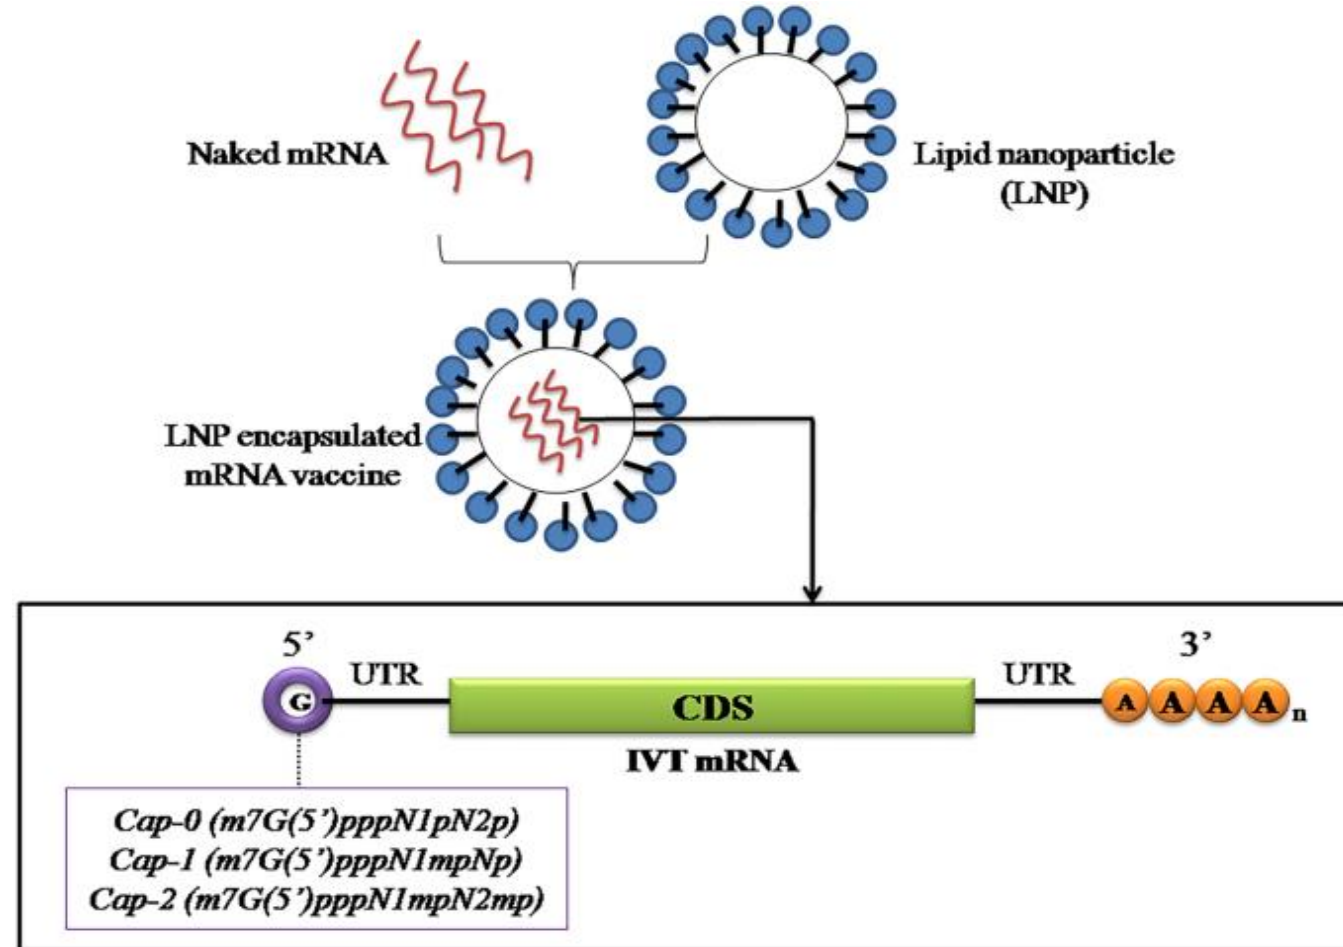 Naked mRNA
Lipid nanoparticle
(LNP)
LNP encapsulated
mRNA vaccine
5’
3’
UTR
UTR
G
CDS
A A A A n
IVT mRNA
Cap-0 (m7G(5’)pppN1pN2p)
Cap-1 (m7G(5’)pppN1mpNp)
Cap-2 (m7G(5’)pppN1mpN2mp)